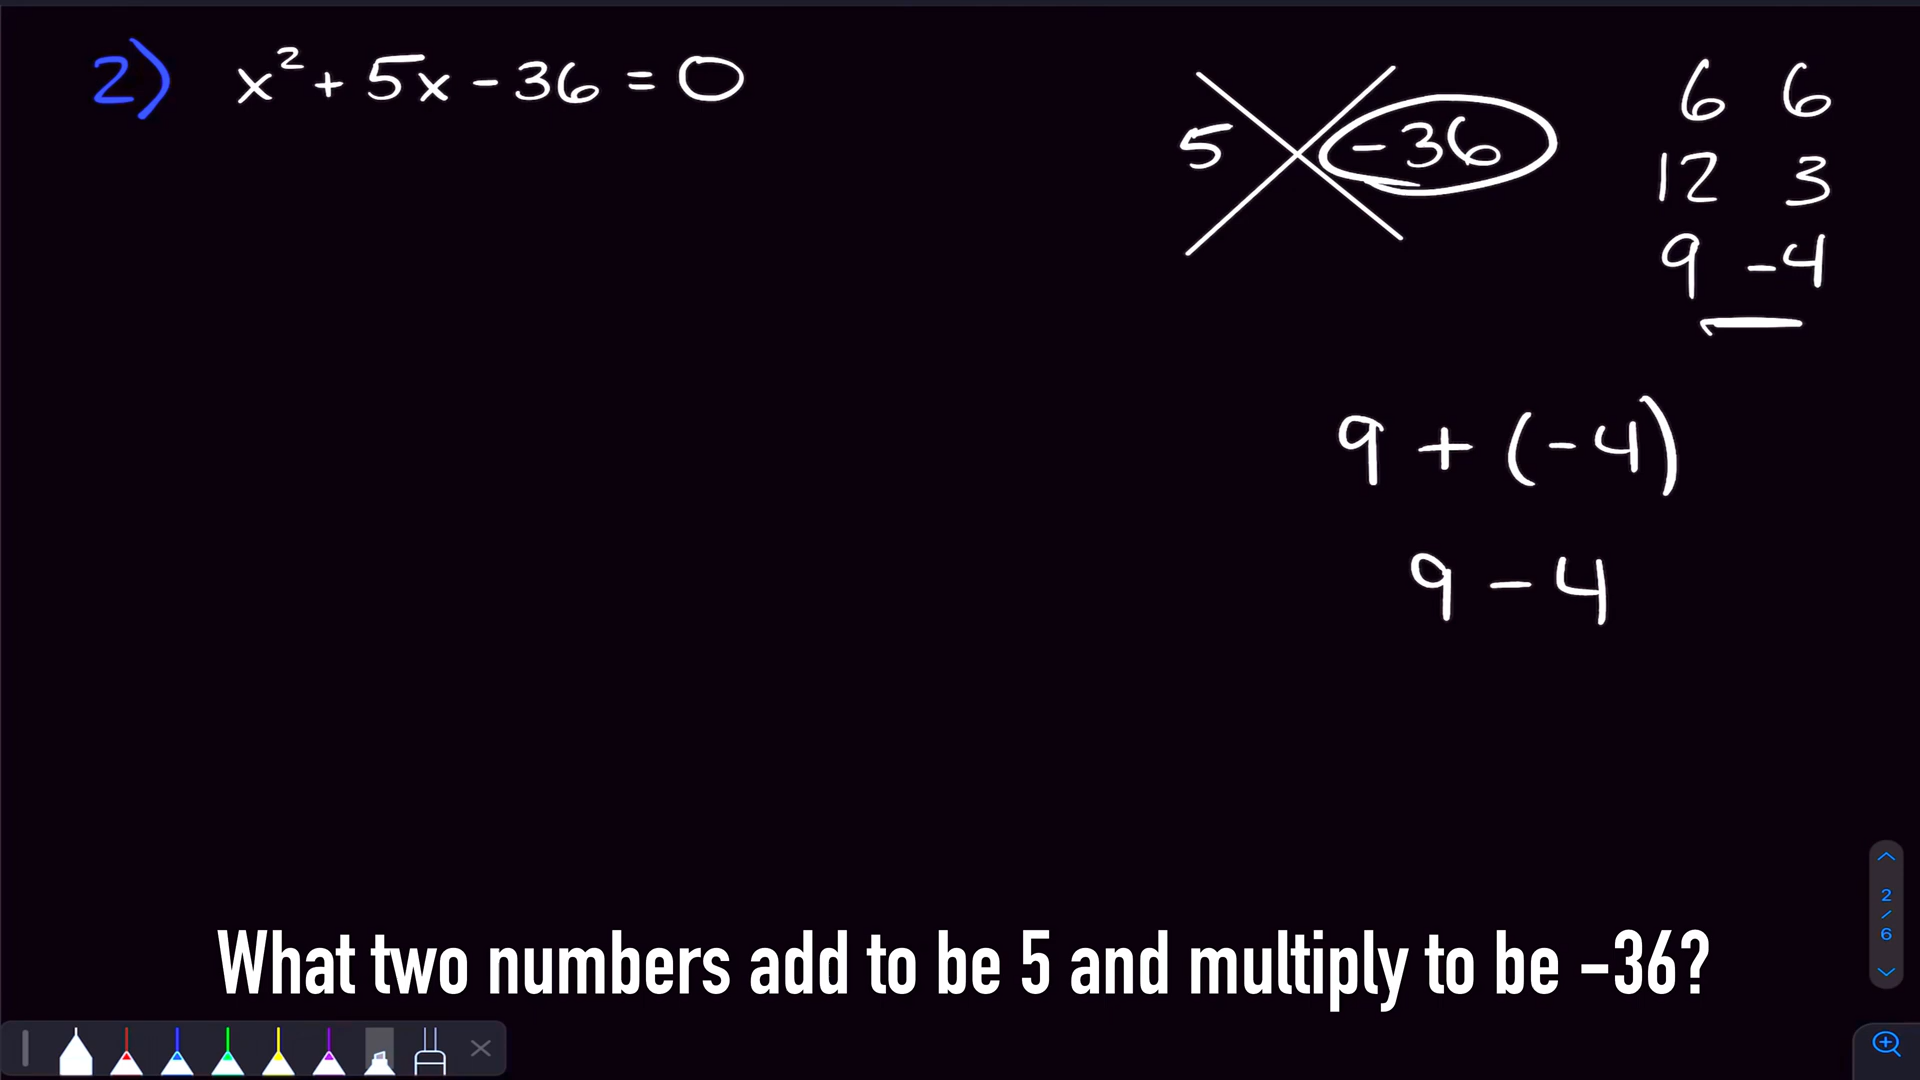 2) x² + 5x - 36 = 0
5 -36
6 6
12 3
9 -4
9 + (-4)
9 - 4
2
/
6
What two numbers add to be 5 and multiply to be -36?